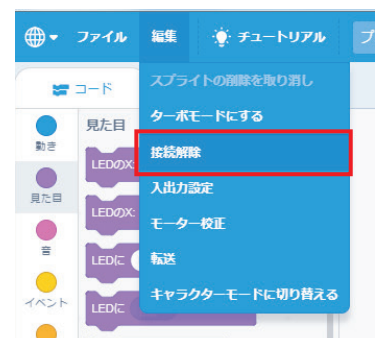 ファイル 編集 チュートリアル プ
コード
スプライトの削除を取り消し
ターボモードにする
接続解除
入出力設定
モーター校正
転送
キャラクターモードに切り替える
動き
見た目
音
イベント
見た目
LEDのX:
LEDのX:
LEDに
LEDに